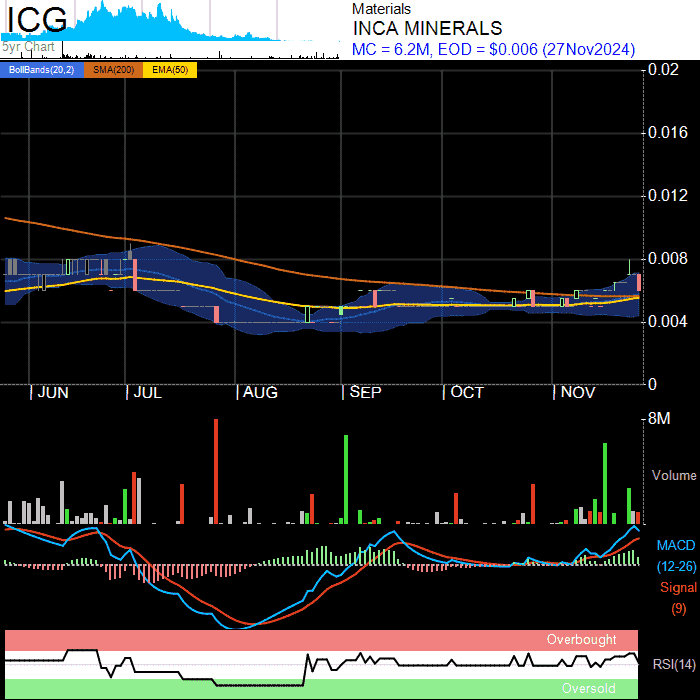 ICG
5yr Chart
Materials
INCA MINERALS
MC = 6.2M, EOD = $0.006 (27Nov2024)
BollBands(20,2) SMA(200) EMA(50)
0.02
0.016
0.012
0.008
0.004
0
JUN JUL AUG SEP OCT NOV
8M
Volume
MACD
(12-26)
Signal
(9)
Overbought
RSI(14)
Oversold